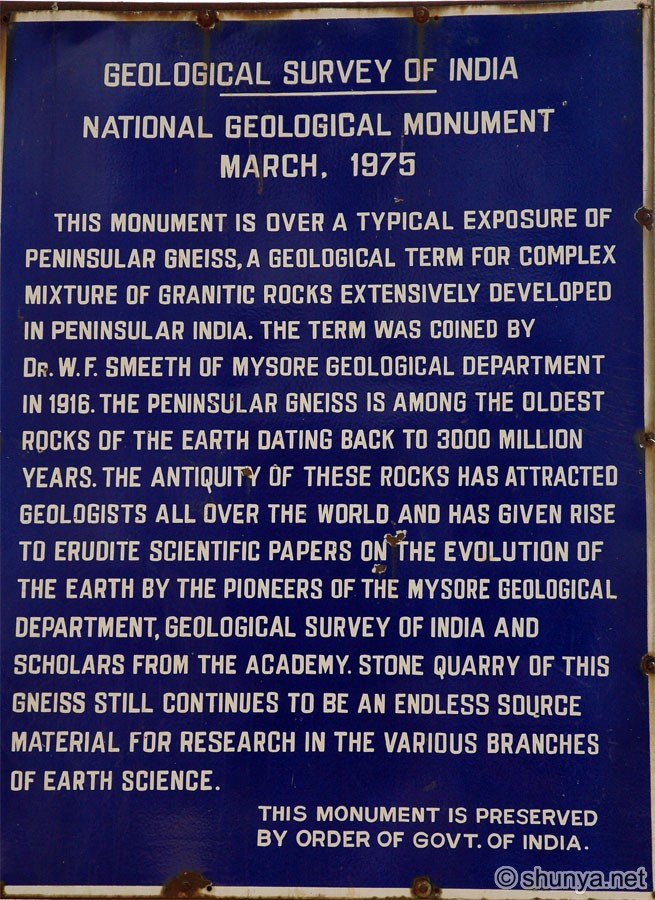 GEOLOGICAL SURVEY OF INDIA
NATIONAL GEOLOGICAL MONUMENT
MARCH, 1975
THIS MONUMENT IS OVER A TYPICAL EXPOSURE OF
PENINSULAR GNEISS, A GEOLOGICAL TERM FOR COMPLEX
MIXTURE OF GRANITIC ROCKS EXTENSIVELY DEVELOPED
IN PENINSULAR INDIA. THE TERM WAS COINED BY
DR. W. F. SMEETH OF MYSORE GEOLOGICAL DEPARTMENT
IN 1916. THE PENINSULAR GNEISS IS AMONG THE OLDEST
ROCKS OF THE EARTH DATING BACK TO 3000 MILLION
YEARS. THE ANTIQUITY OF THESE ROCKS HAS ATTRACTED
GEOLOGISTS ALL OVER THE WORLD AND HAS GIVEN RISE
TO ERUDITE SCIENTIFIC PAPERS ON THE EVOLUTION OF
THE EARTH BY THE PIONEERS OF THE MYSORE GEOLOGICAL
DEPARTMENT, GEOLOGICAL SURVEY OF INDIA AND
SCHOLARS FROM THE ACADEMY. STONE QUARRY OF THIS
GNEISS STILL CONTINUES TO BE AN ENDLESS SOURCE
MATERIAL FOR RESEARCH IN THE VARIOUS BRANCHES
OF EARTH SCIENCE.
THIS MONUMENT IS PRESERVED
BY ORDER OF GOVT. OF INDIA.
© shunya.net